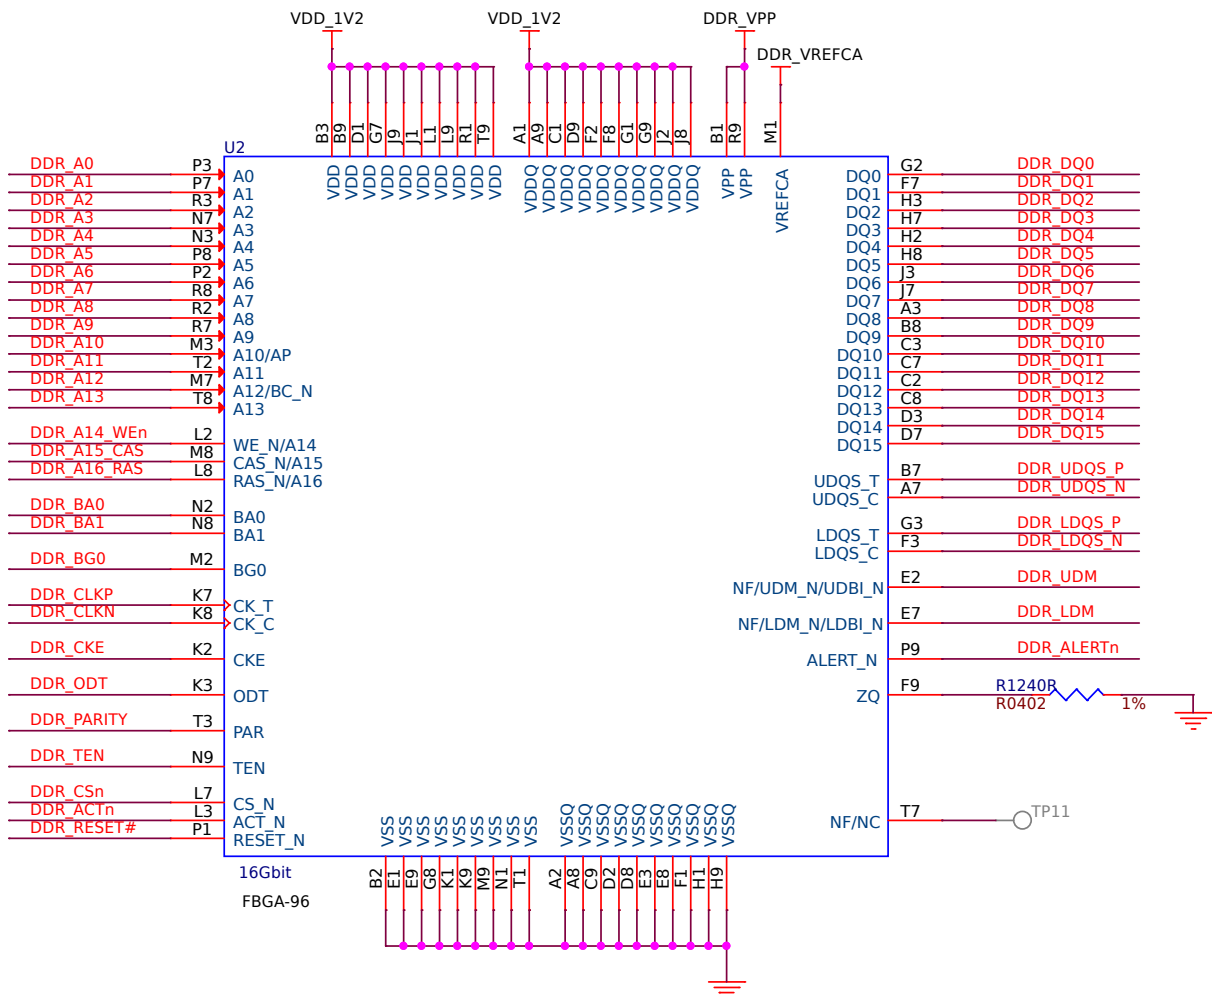 VDD_1V2 VDD_1V2 DDR_VPP
DDR_VREFCA
B3 B9 D1 G7 J9 J1 L1 L9 R1 T9 A1 A9 C1 D9 F2 F8 G1 G9 J2 J8 B1 R9 M1
U2
VDD VDD VDD VDD VDD VDD VDD VDD VDD VDD VDDQ VDDQ VDDQ VDDQ VDDQ VDDQ VDDQ VDDQ VDDQ VDDQ VPP VPP VREFCA
DDR_A0 P3 A0 DQ0 G2 DDR_DQ0
DDR_A1 P7 A1 DQ1 F7 DDR_DQ1
DDR_A2 R3 A2 DQ2 H3 DDR_DQ2
DDR_A3 N7 A3 DQ3 H7 DDR_DQ3
DDR_A4 N3 A4 DQ4 H2 DDR_DQ4
DDR_A5 P8 A5 DQ5 H8 DDR_DQ5
DDR_A6 P2 A6 DQ6 J3 DDR_DQ6
DDR_A7 R8 A7 DQ7 J7 DDR_DQ7
DDR_A8 R2 A8 DQ8 A3 DDR_DQ8
DDR_A9 R7 A9 DQ9 B8 DDR_DQ9
DDR_A10 M3 A10/AP DQ10 C3 DDR_DQ10
DDR_A11 T2 A11 DQ11 C7 DDR_DQ11
DDR_A12 M7 A12/BC_N DQ12 C2 DDR_DQ12
DDR_A13 T8 A13 DQ13 C8 DDR_DQ13
DQ14 D3 DDR_DQ14
DDR_A14_WEn L2 WE_N/A14 DQ15 D7 DDR_DQ15
DDR_A15_CAS M8 CAS_N/A15
DDR_A16_RAS L8 RAS_N/A16 UDQS_T B7 DDR_UDQS_P
UDQS_C A7 DDR_UDQS_N
DDR_BA0 N2 BA0
DDR_BA1 N8 BA1 LDQS_T G3 DDR_LDQS_P
LDQS_C F3 DDR_LDQS_N
DDR_BG0 M2 BG0
NF/UDM_N/UDBI_N E2 DDR_UDM
DDR_CLKP K7 CK_T
DDR_CLKN K8 CK_C NF/LDM_N/LDBI_N E7 DDR_LDM
DDR_CKE K2 CKE ALERT_N P9 DDR_ALERTn
DDR_ODT K3 ODT ZQ F9 R1240R
R0402 1%
DDR_PARITY T3 PAR
DDR_TEN N9 TEN
DDR_CSn L7 CS_N
DDR_ACTn L3 ACT_N NF/NC T7 TP11
DDR_RESET# P1 RESET_N
VSS VSS VSS VSS VSS VSS VSS VSS VSS VSSQ VSSQ VSSQ VSSQ VSSQ VSSQ VSSQ VSSQ VSSQ VSSQ
16Gbit
B2 E1 E9 G8 K1 K9 M9 N1 T1 A2 A8 C9 D2 D8 E3 E8 F1 H1 H9
FBGA-96